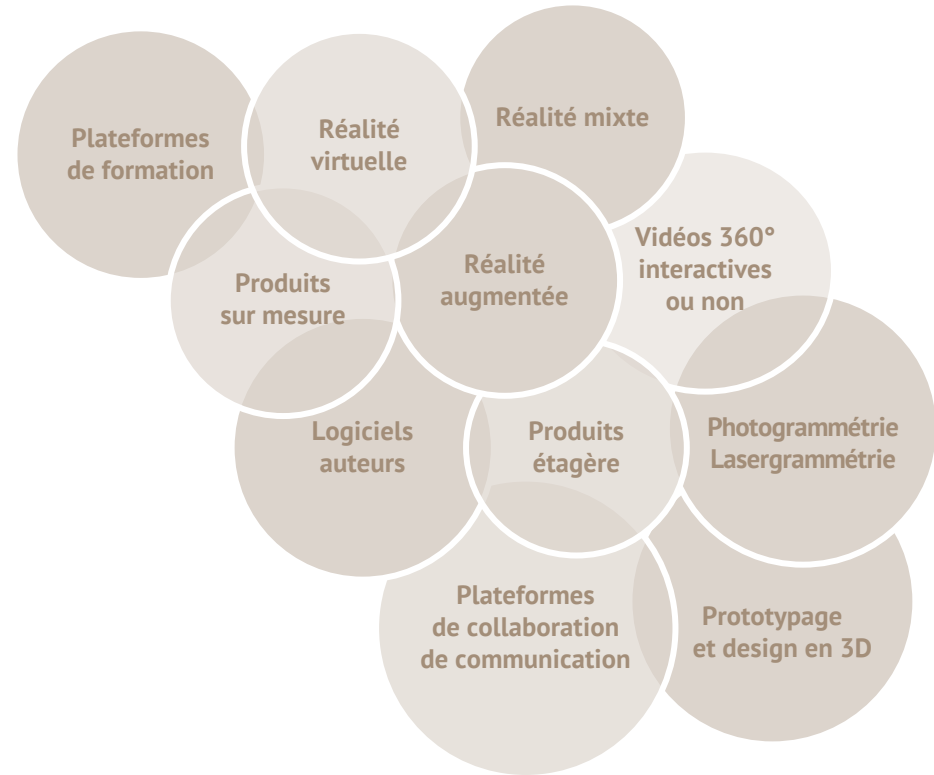 Plateformes
de formation
Réalité
virtuelle
Réalité mixte
Produits
sur mesure
Réalité
augmentée
Vidéos 360°
interactives
ou non
Logiciels
auteurs
Produits
étagère
Photogrammétrie
Lasergrammétrie
Plateformes
de collaboration
de communication
Prototypage
et design en 3D